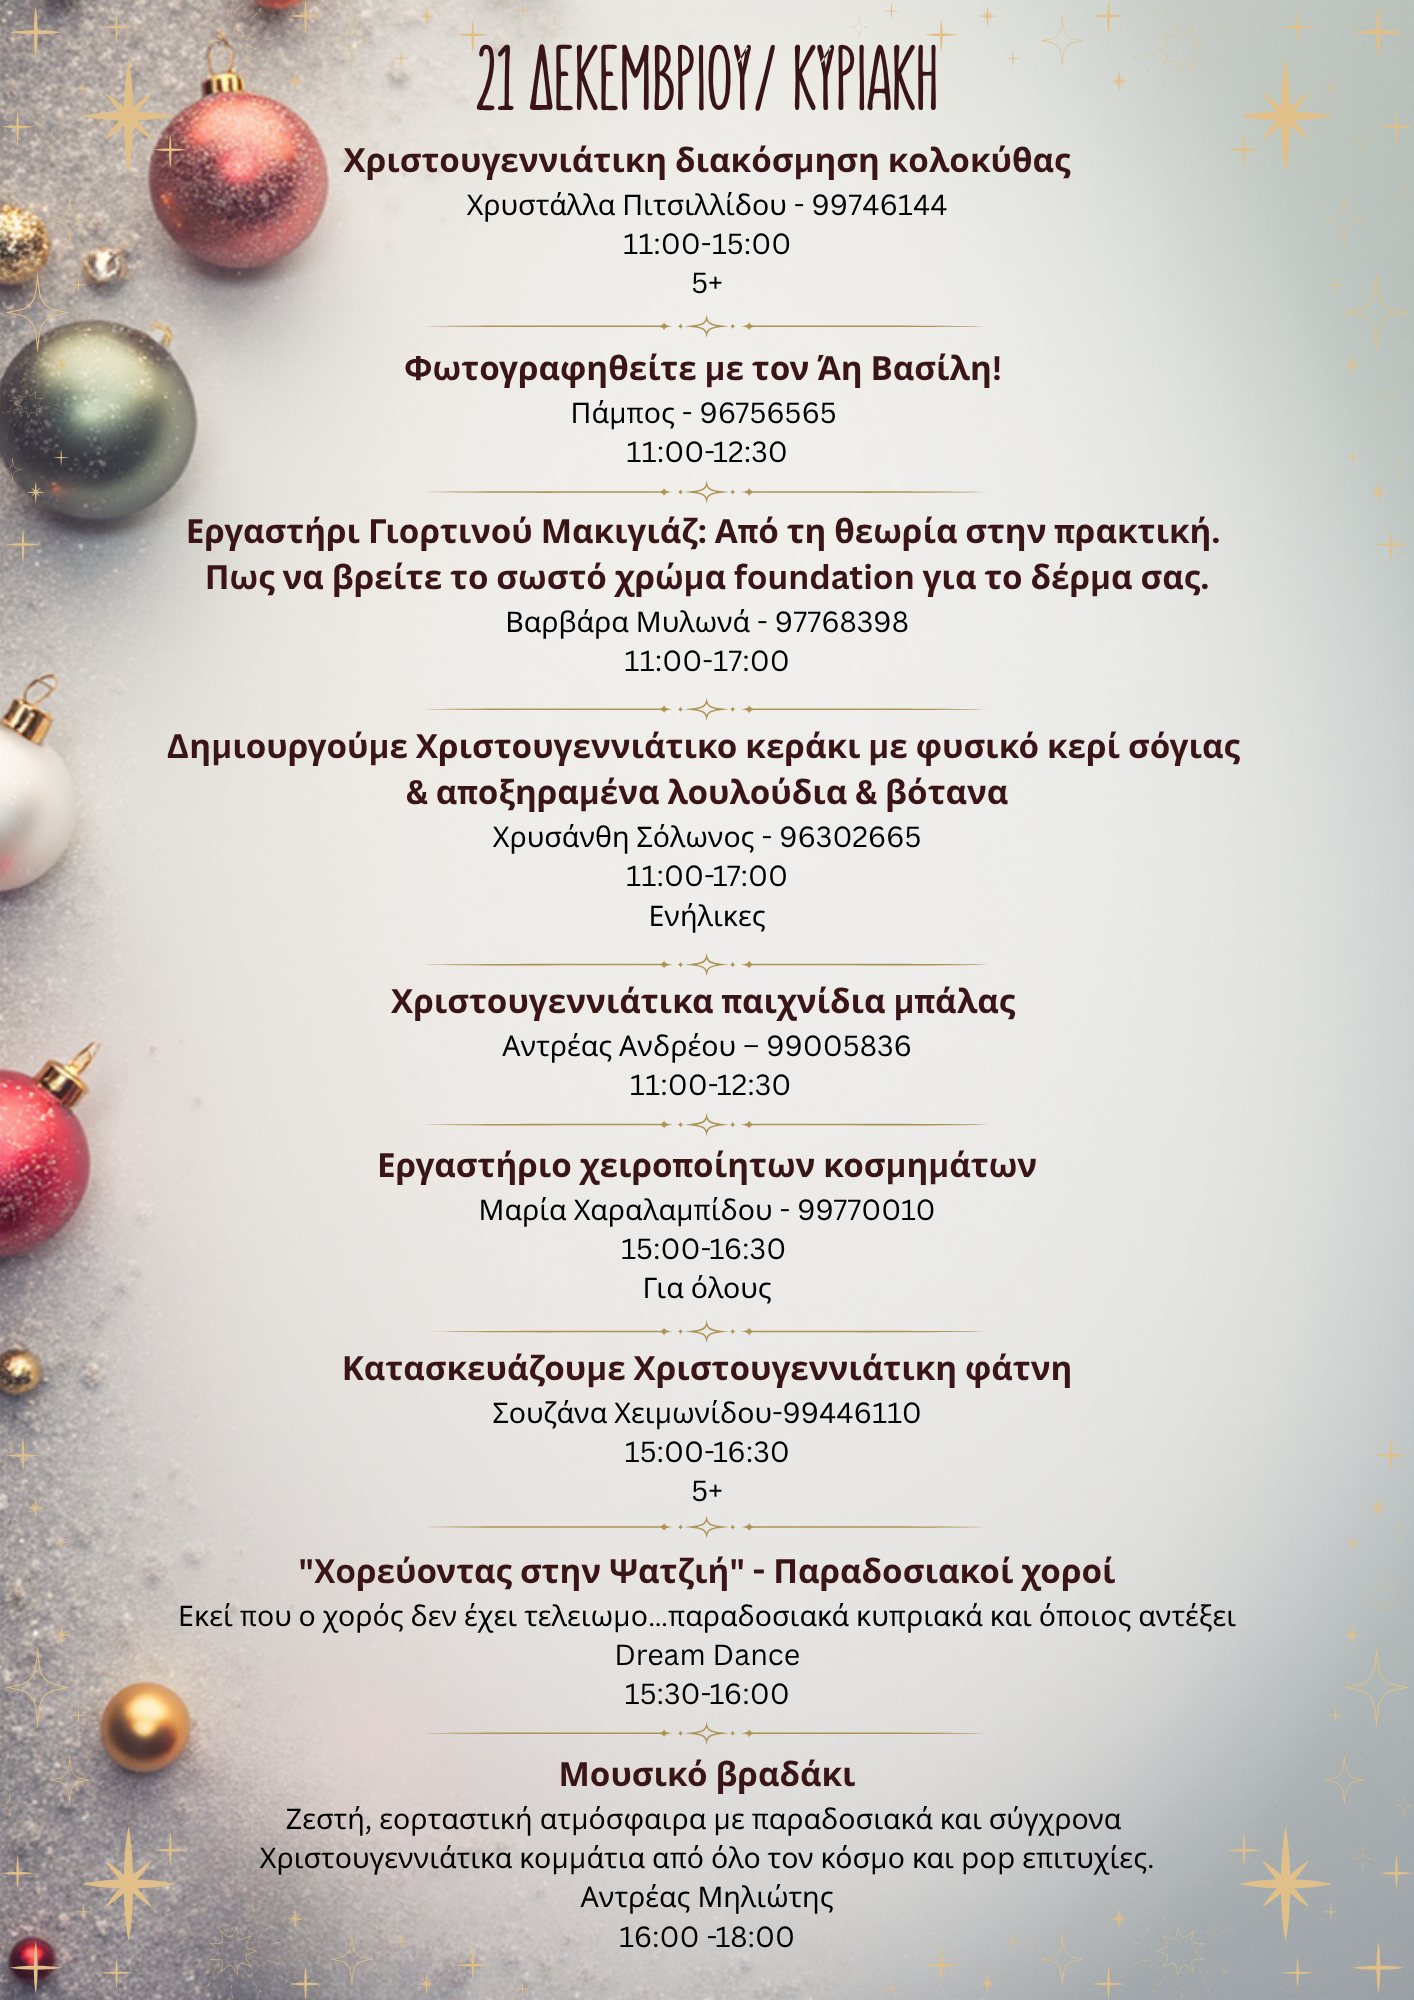 21 ΔΕΚΕΜΒΡΙΟΎ/ ΚΎΡΙΑΚΗ
Χριστουγεννιάτικη διακόσμηση κολοκύθας
Χρυστάλλα Πιτσιλλίδου - 99746144
11:00-15:00
5+
Φωτογραφηθείτε με τον Άη Βασίλη!
Πάμπος - 96756565
11:00-12:30
Εργαστήρι Γιορτινού Μακιγιάζ: Από τη θεωρία στην πρακτική.
Πως να βρείτε το σωστό χρώμα foundation για το δέρμα σας.
Βαρβάρα Μυλωνά - 97768398
11:00-17:00
Δημιουργούμε Χριστουγεννιάτικο κεράκι με φυσικό κερί σόγιας
& αποξηραμένα λουλούδια & βότανα
Χρυσάνθη Σόλωνος - 96302665
11:00-17:00
Ενήλικες
Χριστουγεννιάτικα παιχνίδια μπάλας
Αντρέας Ανδρέου – 99005836
11:00-12:30
Εργαστήριο χειροποίητων κοσμημάτων
Μαρία Χαραλαμπίδου - 99770010
15:00-16:30
Για όλους
Κατασκευάζουμε Χριστουγεννιάτικη φάτνη
Σουζάνα Χειμωνίδου-99446110
15:00-16:30
5+
"Χορεύοντας στην Ψατζιή" - Παραδοσιακοί χοροί
Εκεί που ο χορός δεν έχει τελειωμο...παραδοσιακά κυπριακά και όποιος αντέξει
Dream Dance
15:30-16:00
Μουσικό βραδάκι
Ζεστή, εορταστική ατμόσφαιρα με παραδοσιακά και σύγχρονα
Χριστουγεννιάτικα κομμάτια από όλο τον κόσμο και pop επιτυχίες.
Αντρέας Μηλιώτης
16:00 -18:00